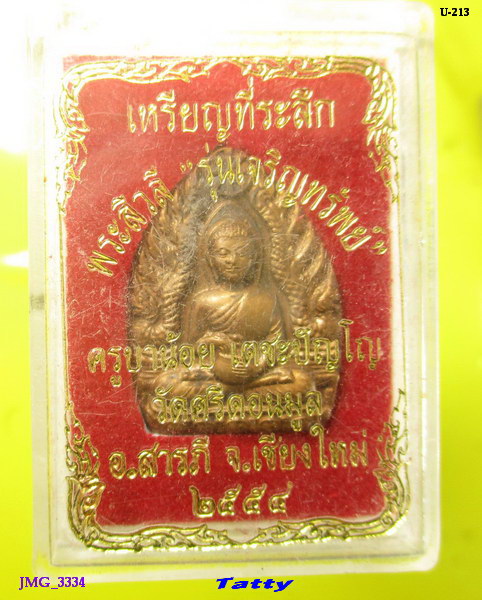 U-213
เหรียญที่ระลึก
พระสิวลี "รุ่นเจริญทรัพย์"
ครูบาน้อย เตชะปัญโญ
วัดศรีดอนมูล
อ.สารภี จ.เชียงใหม่
๒๕๕๔
JMG_3334
Tatty